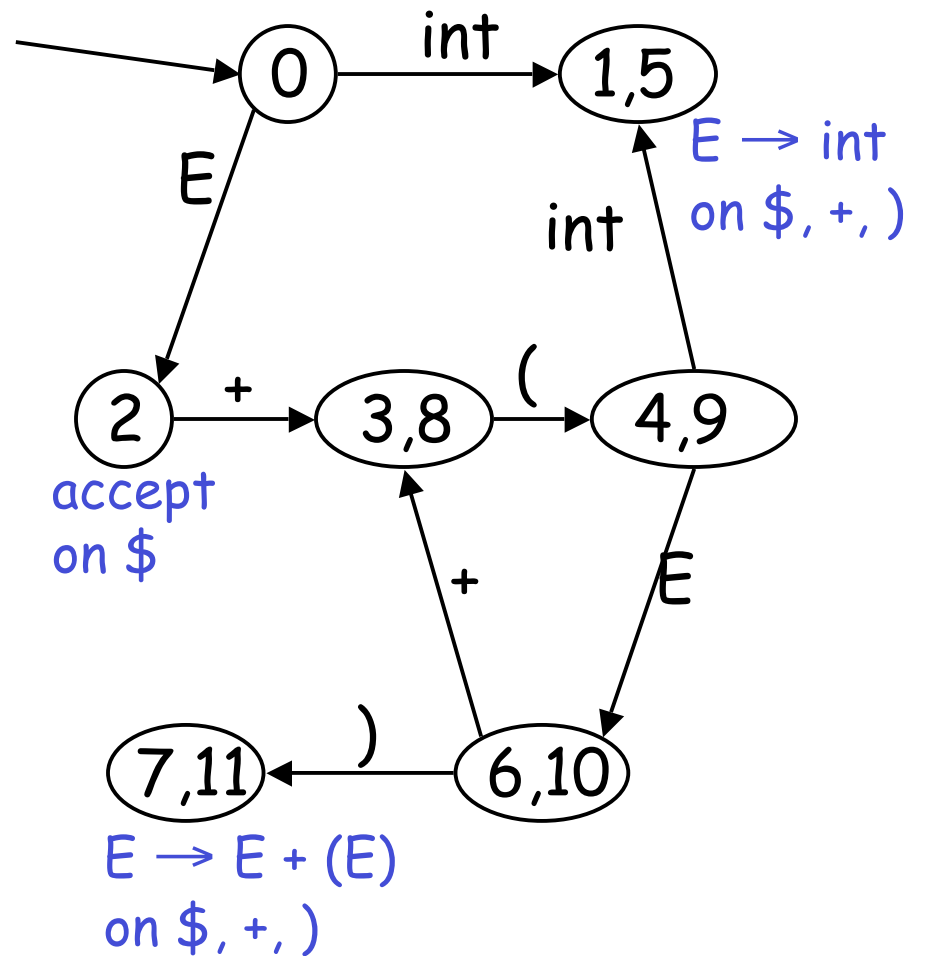 int
0
1,5
E → int
on $, +, )
E
int
(
+
2
3,8
4,9
accept
on $
E
+
)
7,11
6,10
E → E + (E)
on $, +, )